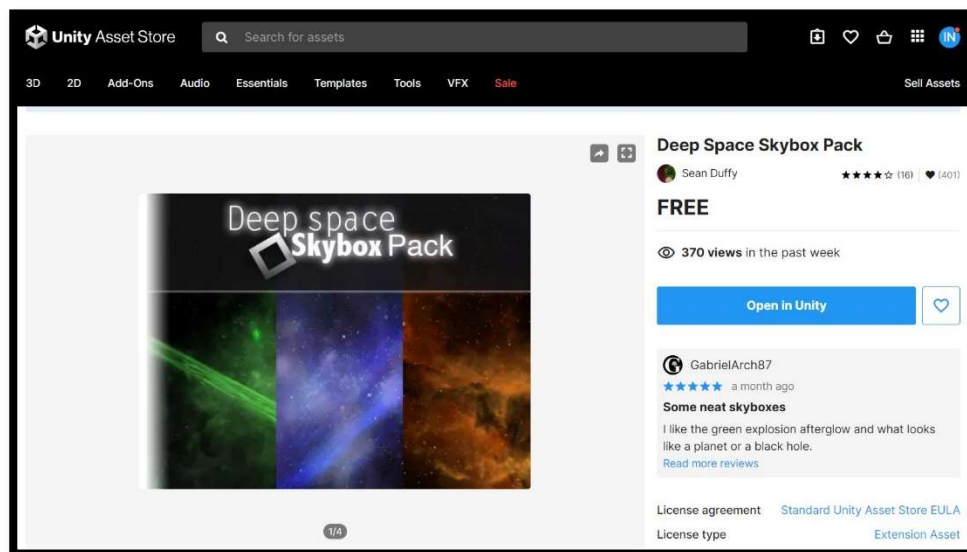 Unity Asset Store
Search for assets
IN
3D 2D Add-Ons Audio Essentials Templates Tools VFX Sale Sell Assets
Deep space
Skybox Pack
1/4
Deep Space Skybox Pack
Sean Duffy ★★★★☆ (16) | ♥ (401)
FREE
370 views in the past week
Open in Unity
GabrielArch87
★★★★★ a month ago
Some neat skyboxes
I like the green explosion afterglow and what looks
like a planet or a black hole.
Read more reviews
License agreement Standard Unity Asset Store EULA
License type Extension Asset